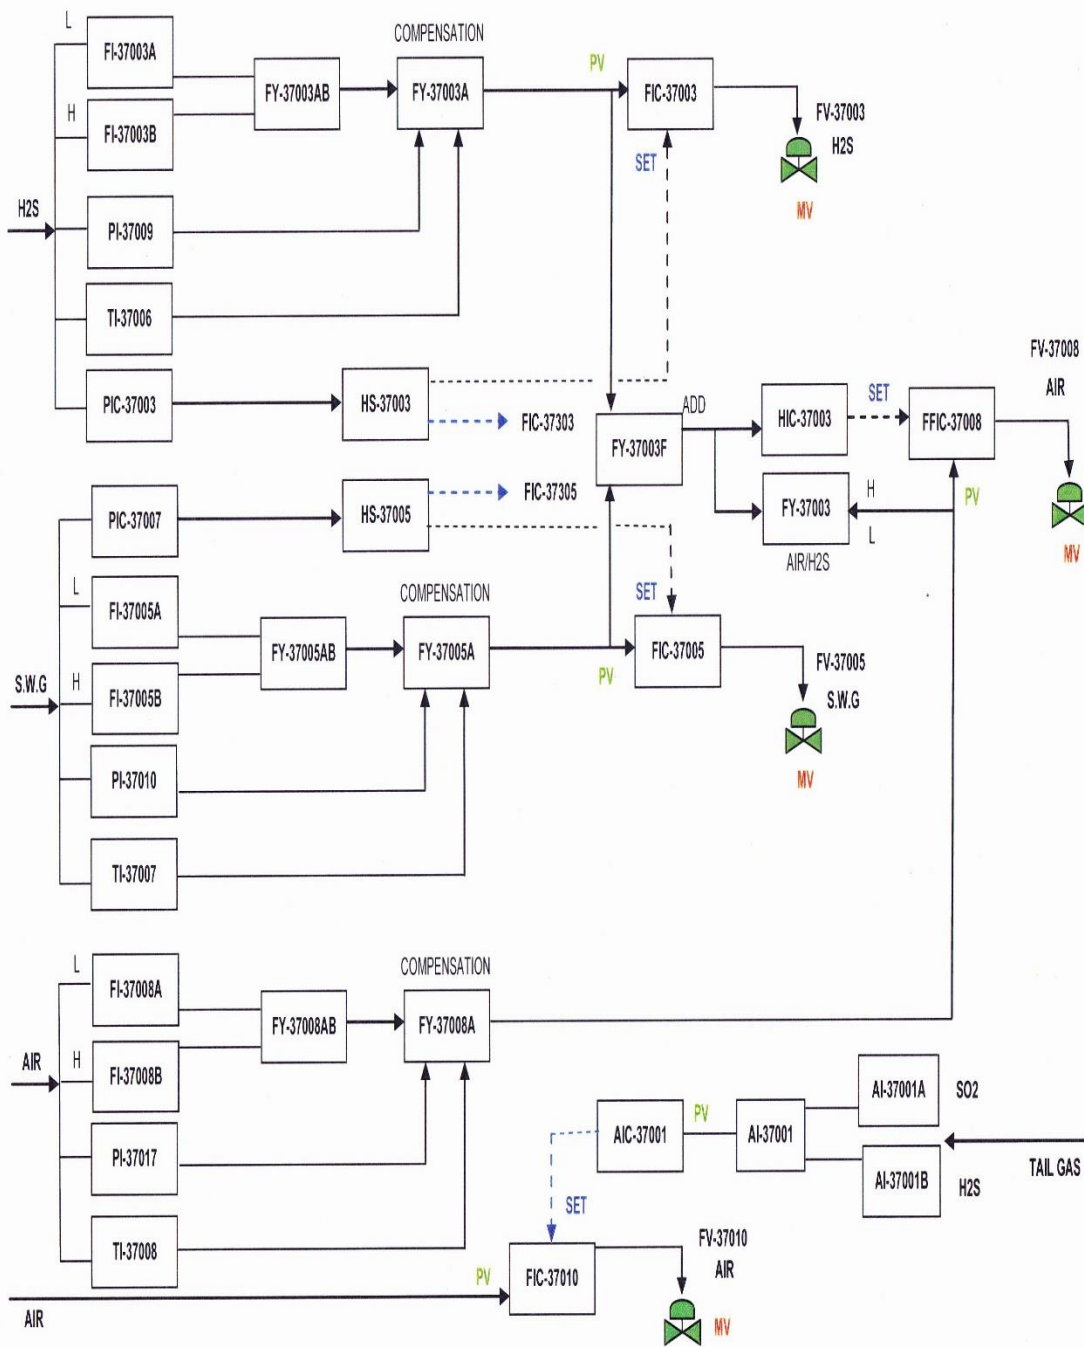 L
FI-37003A
COMPENSATION
PV
FY-37003AB
FY-37003A
FIC-37003
FV-37003
H2S
H
FI-37003B
SET
MV
H2S
PI-37009
TI-37006
FV-37008
AIR
PIC-37003
HS-37003
FIC-37303
ADD
FY-37003F
HIC-37003
SET
FFIC-37008
PIC-37007
HS-37005
FIC-37305
FY-37003
H
L
PV
MV
AIR/H2S
L
FI-37005A
COMPENSATION
SET
FY-37005AB
FY-37005A
PV
FIC-37005
FV-37005
S.W.G
S.W.G
H
FI-37005B
MV
PI-37010
TI-37007
L
FI-37008A
COMPENSATION
FY-37008AB
FY-37008A
AIR
H
FI-37008B
AI-37001A
SO2
AIC-37001
PV
AI-37001
PI-37017
AI-37001B
H2S
TAIL GAS
SET
TI-37008
PV
FIC-37010
FV-37010
AIR
AIR
MV